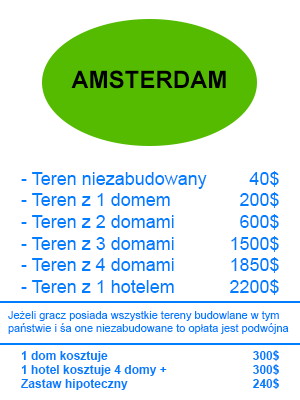 AMSTERDAM
- Teren niezabudowany 40$
- Teren z 1 domem 200$
- Teren z 2 domami 600$
- Teren z 3 domami 1500$
- Teren z 4 domami 1850$
- Teren z 1 hotelem 2200$
Jeżeli gracz posiada wszystkie tereny budowlane w tym
państwie i śa one niezabudowane to opłata jest podwójna
1 dom kosztuje 300$
1 hotel kosztuje 4 domy + 300$
Zastaw hipoteczny 240$